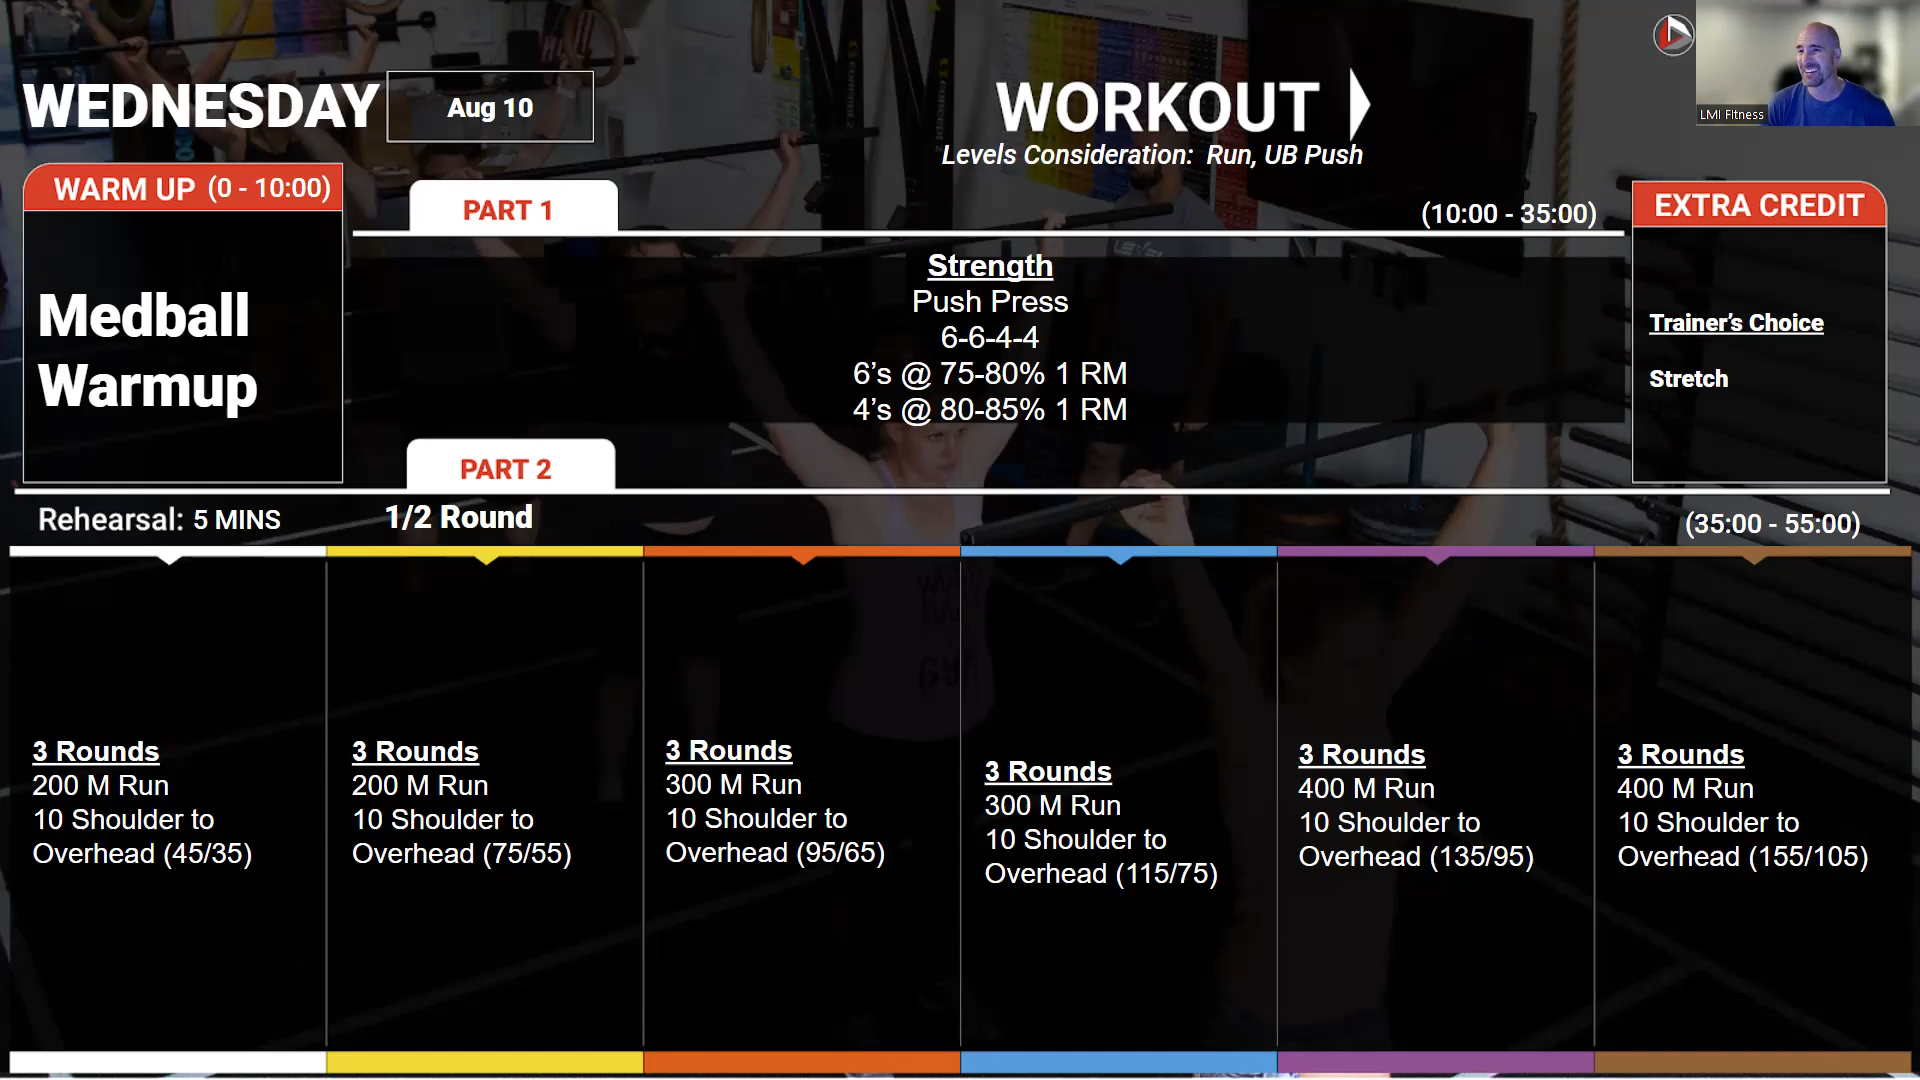 WEDNESDAY
Aug 10
WORKOUT
Levels Consideration: Run, UB Push
LMI Fitness
WARM UP (0 - 10:00)
Medball
Warmup
PART 1
(10:00 - 35:00)
Strength
Push Press
6-6-4-4
6’s @ 75-80% 1 RM
4’s @ 80-85% 1 RM
EXTRA CREDIT
Trainer’s Choice
Stretch
PART 2
Rehearsal: 5 MINS
1/2 Round
(35:00 - 55:00)
3 Rounds
200 M Run
10 Shoulder to
Overhead (45/35)
3 Rounds
200 M Run
10 Shoulder to
Overhead (75/55)
3 Rounds
300 M Run
10 Shoulder to
Overhead (95/65)
3 Rounds
300 M Run
10 Shoulder to
Overhead (115/75)
3 Rounds
400 M Run
10 Shoulder to
Overhead (135/95)
3 Rounds
400 M Run
10 Shoulder to
Overhead (155/105)